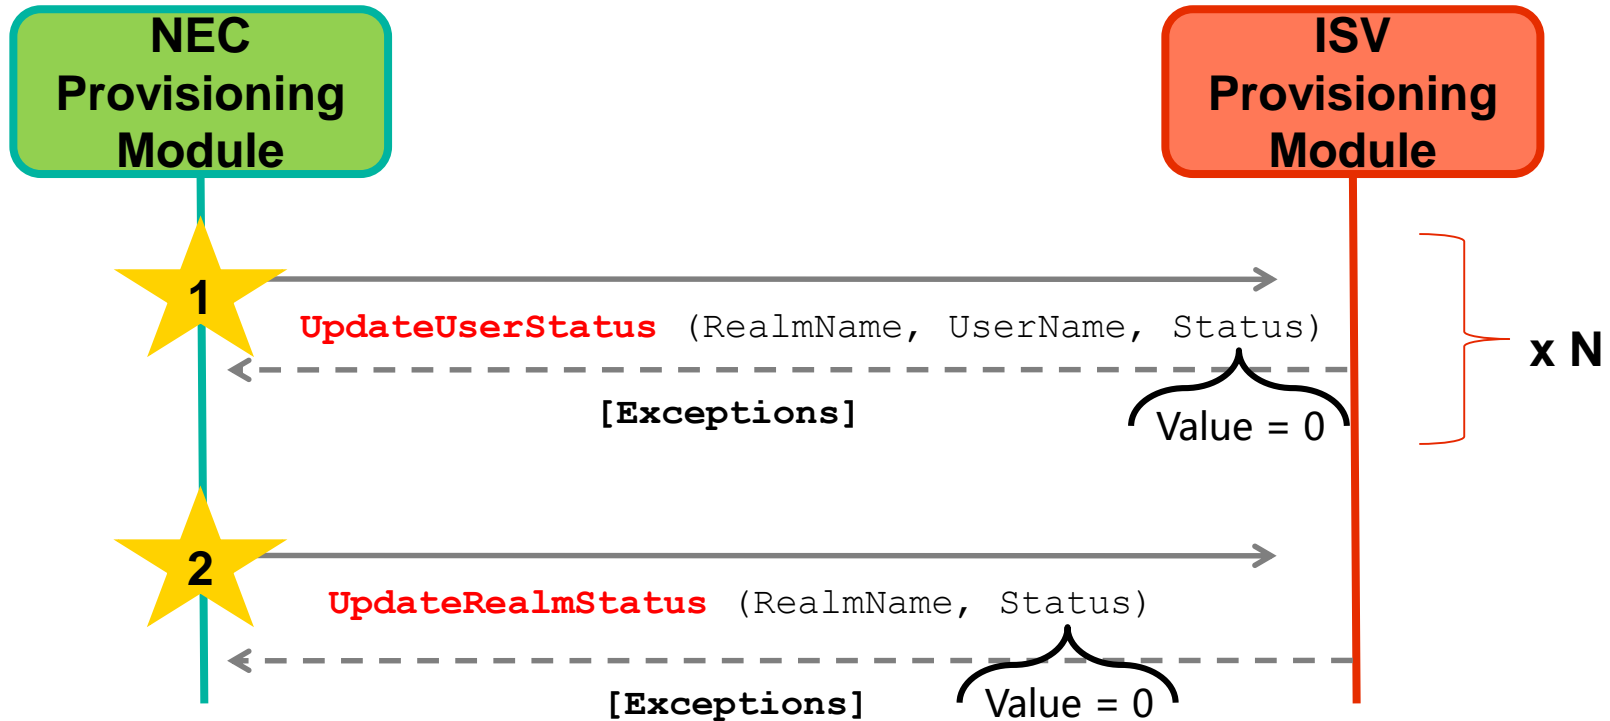 NEC
Provisioning
Module
ISV
Provisioning
Module
1
UpdateUserStatus (RealmName, UserName, Status)
x N
[Exceptions]
Value = 0
2
UpdateRealmStatus (RealmName, Status)
[Exceptions]
Value = 0